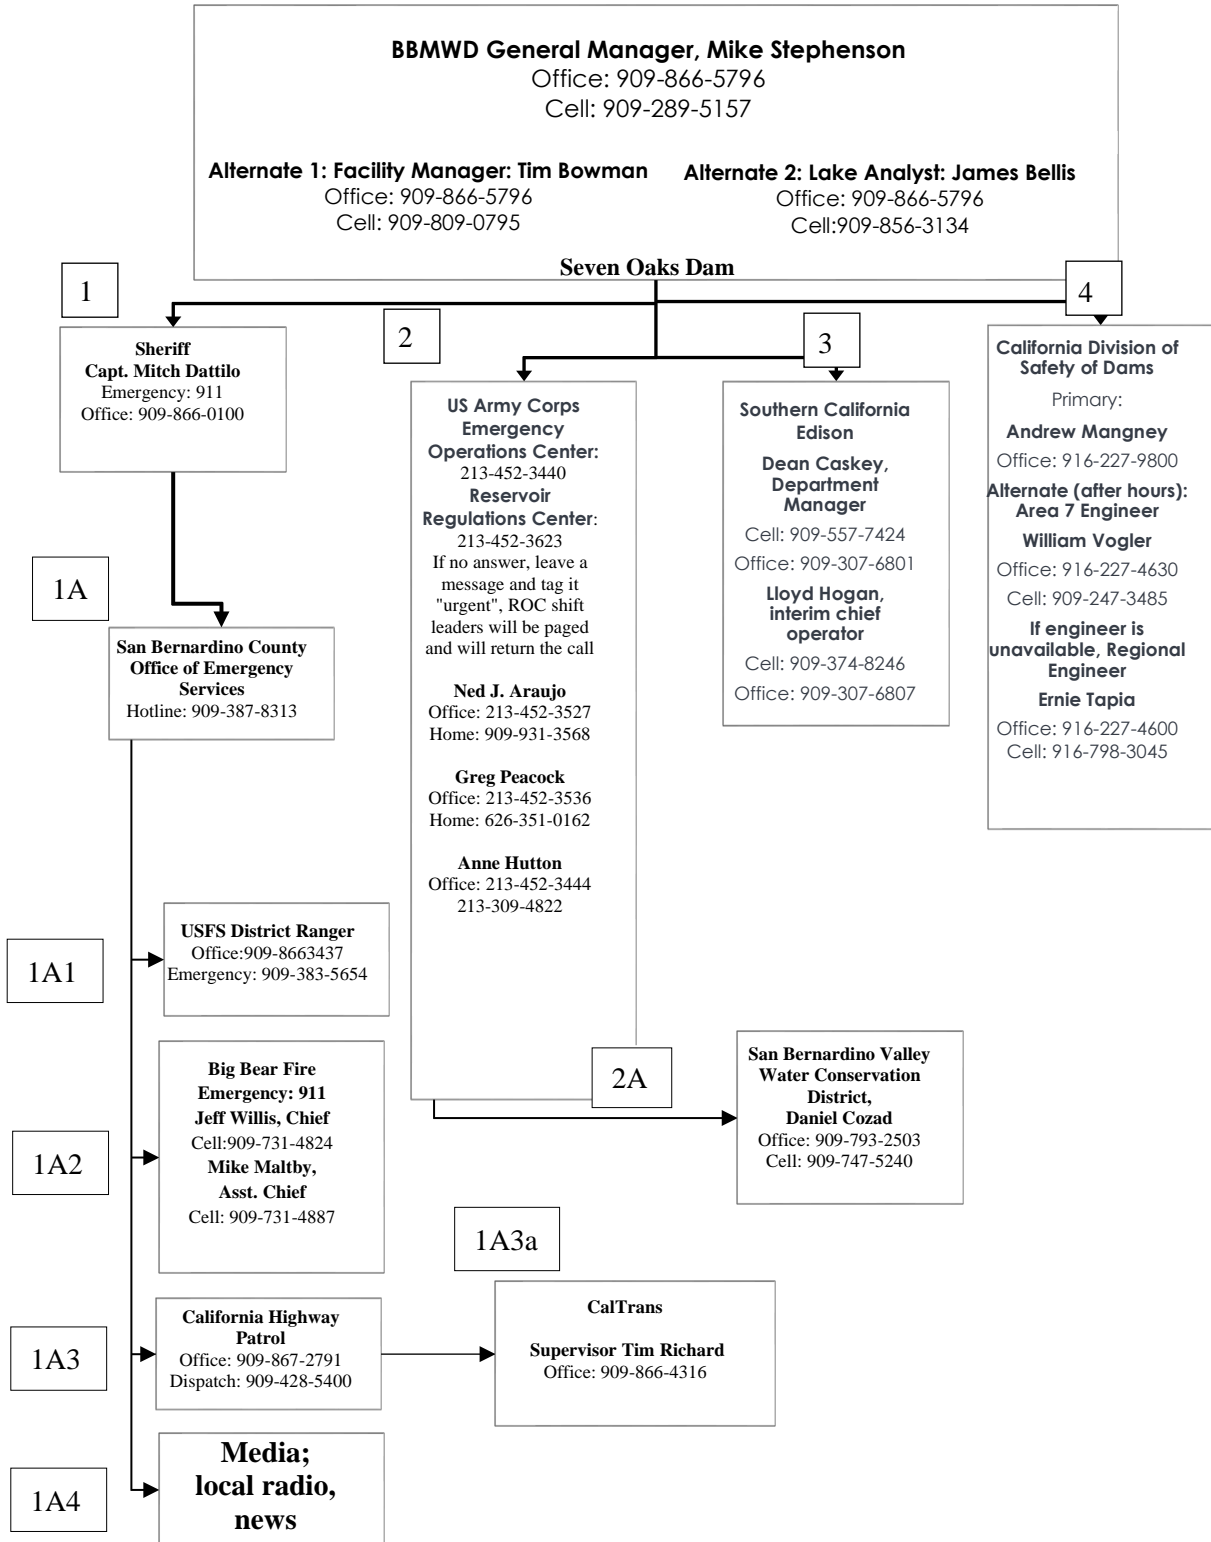 BBMWD General Manager, Mike Stephenson
Office: 909-866-5796
Cell: 909-289-5157
Alternate 1: Facility Manager: Tim Bowman
Office: 909-866-5796
Cell: 909-809-0795
Alternate 2: Lake Analyst: James Bellis
Office: 909-866-5796
Cell:909-856-3134
Seven Oaks Dam
1
Sheriff
Capt. Mitch Dattilo
Emergency: 911
Office: 909-866-0100
1A
San Bernardino County
Office of Emergency
Services
Hotline: 909-387-8313
1A1
USFS District Ranger
Office:909-8663437
Emergency: 909-383-5654
1A2
Big Bear Fire
Emergency: 911
Jeff Willis, Chief
Cell:909-731-4824
Mike Maltby,
Asst. Chief
Cell: 909-731-4887
1A3
California Highway
Patrol
Office: 909-867-2791
Dispatch: 909-428-5400
1A3a
CalTrans
Supervisor Tim Richard
Office: 909-866-4316
1A4
Media;
local radio,
news
2
US Army Corps
Emergency
Operations Center:
213-452-3440
Reservoir
Regulations Center:
213-452-3623
If no answer, leave a
message and tag it
"urgent", ROC shift
leaders will be paged
and will return the call
Ned J. Araujo
Office: 213-452-3527
Home: 909-931-3568
Greg Peacock
Office: 213-452-3536
Home: 626-351-0162
Anne Hutton
Office: 213-452-3444
213-309-4822
2A
San Bernardino Valley
Water Conservation
District,
Daniel Cozad
Office: 909-793-2503
Cell: 909-747-5240
3
Southern California
Edison
Dean Caskey,
Department
Manager
Cell: 909-557-7424
Office: 909-307-6801
Lloyd Hogan,
interim chief
operator
Cell: 909-374-8246
Office: 909-307-6807
4
California Division of
Safety of Dams
Primary:
Andrew Mangney
Office: 916-227-9800
Alternate (after hours):
Area 7 Engineer
William Vogler
Office: 916-227-4630
Cell: 909-247-3485
If engineer is
unavailable, Regional
Engineer
Ernie Tapia
Office: 916-227-4600
Cell: 916-798-3045